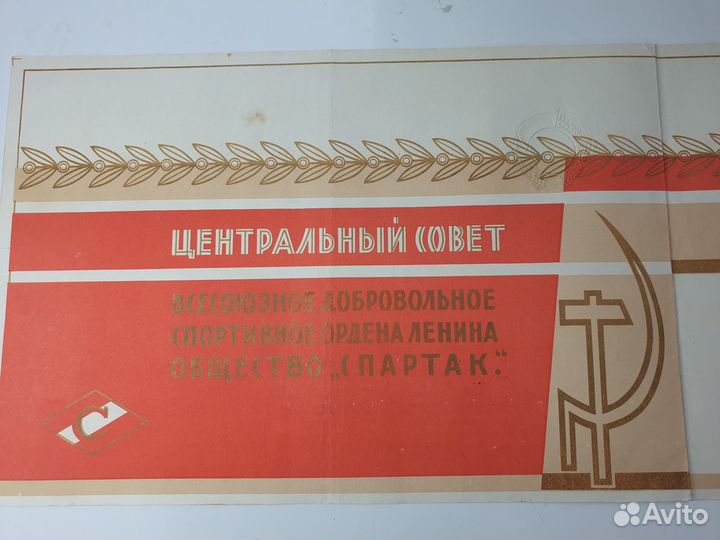 ЦЕНТРАЛЬНЫЙ СОВЕТ
ВСЕСОЮЗНОЕ ДОБРОВОЛЬНОЕ
СПОРТИВНОЕ ОРДЕНА ЛЕНИНА
ОБЩЕСТВО „СПАРТАК."
С
Avito